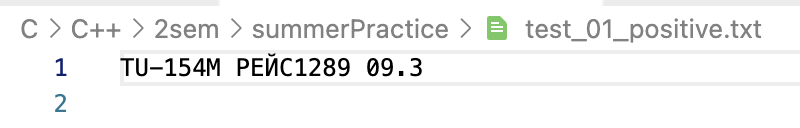 C > C++ > 2sem > summerPractice > test_01_positive.txt
1 TU-154M РЕЙС1289 09.3
2